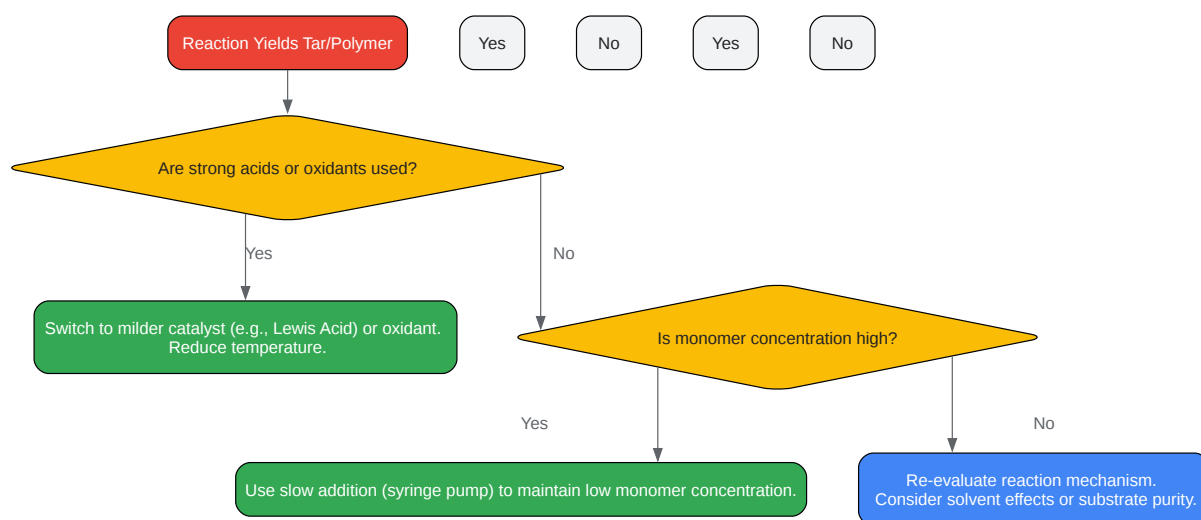 Reaction Yields Tar/Polymer
Yes
No
Yes
No
Are strong acids or oxidants used?
Yes
No
Switch to milder catalyst (e.g., Lewis Acid) or oxidant.
Reduce temperature.
Is monomer concentration high?
Yes
No
Use slow addition (syringe pump) to maintain low monomer concentration.
Re-evaluate reaction mechanism.
Consider solvent effects or substrate purity.